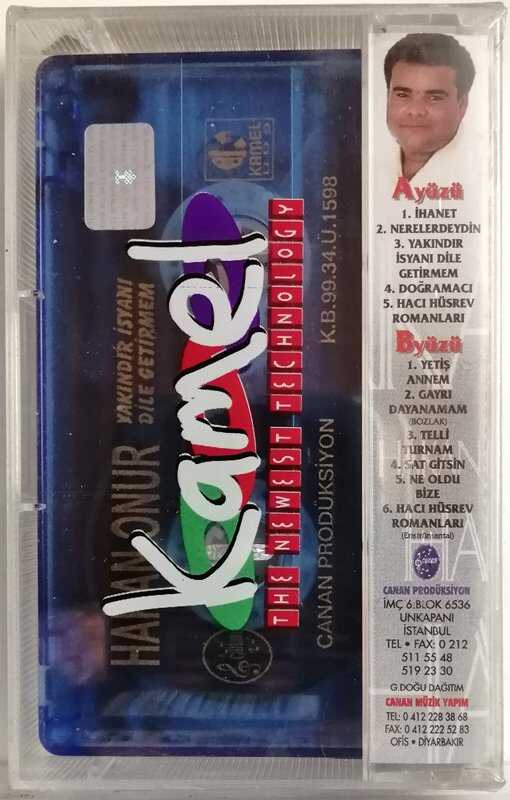 KAMEL
DDS
Kamel
THE NEWEST TECHNOLOGY
HAKAN ONUR
YAKINDIR İSYANI
DİLE GETİRMEM
CANAN PRODÜKSİYON
K.B.99.34.Ü.1598
Ayüzü
1. İHANET
2. NERELERDEYDİN
3. YAKINDIR
İSYANI DİLE
GETİRMEM
4. DOĞRAMACI
5. HACI HÜSREV
ROMANLARI
Byüzü
1. YETİŞ
ANNEM
2. GAYRI
DAYANAMAM
(BOZLAK)
3. TELLİ
TURNAM
4. SAT GİTSİN
5. NE OLDU
BİZE
6. HACI HÜSREV
ROMANLARI
(Enstrümantal)
CANAN PRODÜKSİYON
İMÇ 6.BLOK 6536
UNKAPANI
İSTANBUL
TEL • FAX: 0 212
511 55 48
519 23 30
G.DOĞU DAĞITIM
CANAN MÜZİK YAPIM
TEL: 0 412 228 38 68
FAX: 0 412 222 52 83
OFİS • DİYARBAKIR